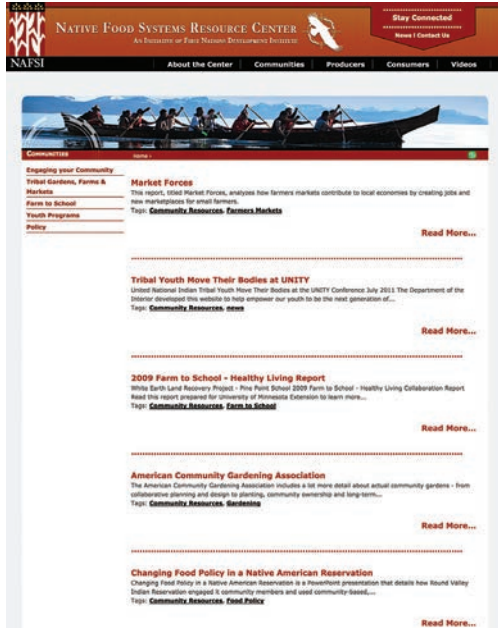 NATIVE FOOD SYSTEMS RESOURCE CENTER
AN INITIATIVE OF FIRST NATIONS DEVELOPMENT INSTITUTE
Stay Connected
News | Contact Us
NAFSI
About the Center
Communities
Producers
Consumers
Videos
COMMUNITIES
Home ›
Engaging your Community
Tribal Gardens, Farms &
Markets
Farm to School
Youth Programs
Policy
Market Forces
This report, titled Market Forces, analyzes how farmers markets contribute to local economies by creating jobs and
new marketplaces for small farmers.
Tags: Community Resources, Farmers Markets
Read More...
Tribal Youth Move Their Bodies at UNITY
United National Indian Tribal Youth Move Their Bodies at the UNITY Conference July 2011 The Department of the
Interior developed this website to help empower our youth to be the next generation of...
Tags: Community Resources, news
Read More...
2009 Farm to School - Healthy Living Report
White Earth Land Recovery Project - Pine Point School 2009 Farm to School - Healthy Living Collaboration Report
Read this report prepared for University of Minnesota Extension to learn more...
Tags: Community Resources, Farm to School
Read More...
American Community Gardening Association
The American Community Gardening Association includes a lot more detail about actual community gardens - from
collaborative planning and design to planting, community ownership and long-term...
Tags: Community Resources, Gardening
Read More...
Changing Food Policy in a Native American Reservation
Changing Food Policy in a Native American Reservation is a PowerPoint presentation that details how Round Valley
Indian Reservation engaged it community members and used community-based,...
Tags: Community Resources, Food Policy
Read More...